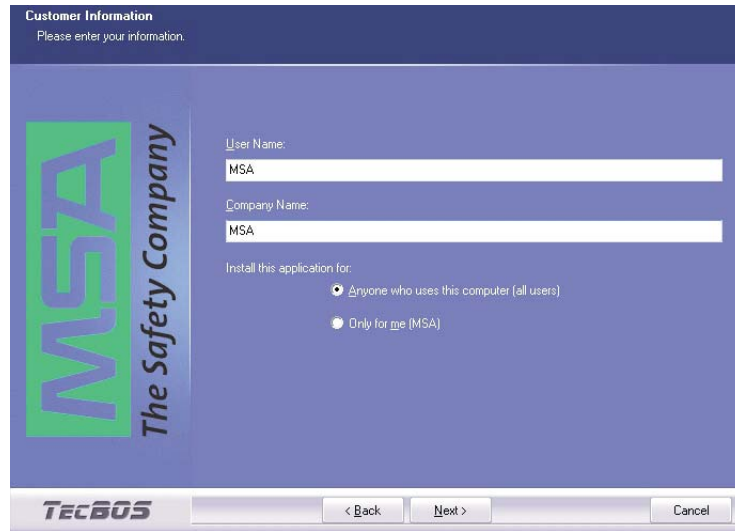 Customer Information
Please enter your information.
MSA
The Safety Company
User Name:
MSA
Company Name:
MSA
Install this application for:
Anyone who uses this computer (all users)
Only for me (MSA)
TECBOS
< Back
Next >
Cancel